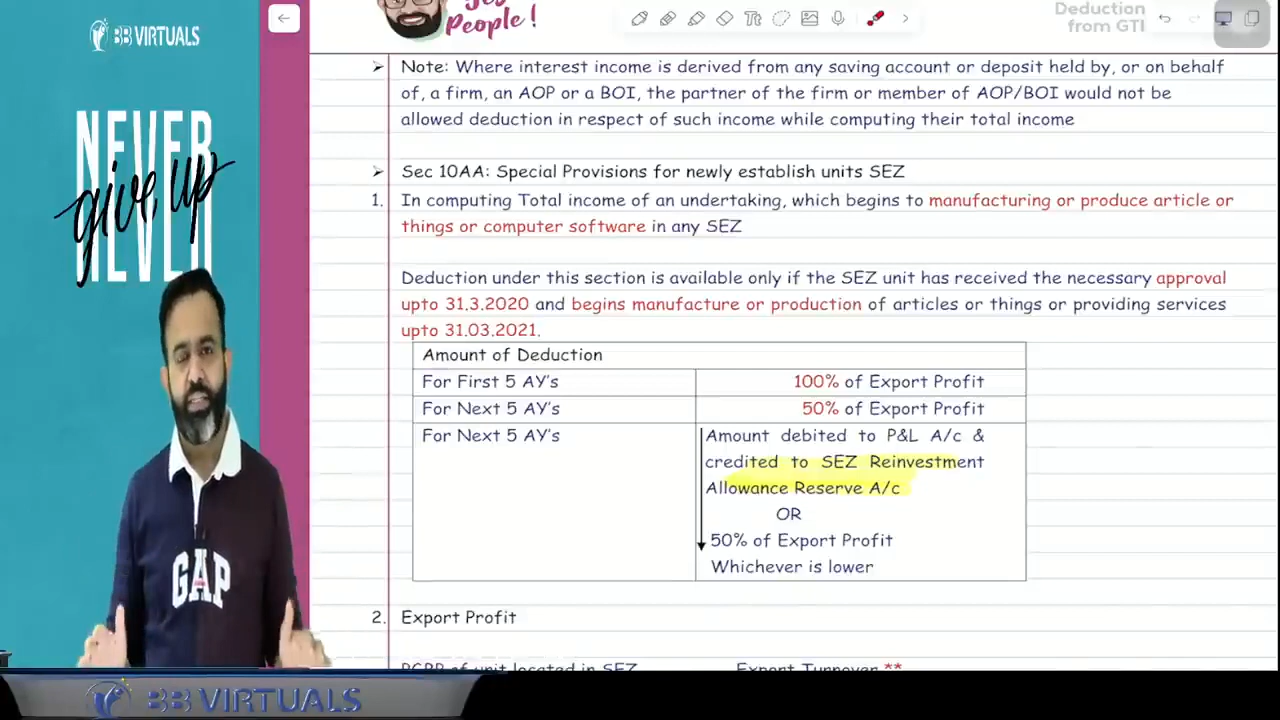 BB VIRTUALS
NEVER
give up
NEVER
GAP
People !
Deduction
from GTI
Note: Where interest income is derived from any saving account or deposit held by, or on behalf
of, a firm, an AOP or a BOI, the partner of the firm or member of AOP/BOI would not be
allowed deduction in respect of such income while computing their total income
Sec 10AA: Special Provisions for newly establish units SEZ
1. In computing Total income of an undertaking, which begins to manufacturing or produce article or
things or computer software in any SEZ
Deduction under this section is available only if the SEZ unit has received the necessary approval
upto 31.3.2020 and begins manufacture or production of articles or things or providing services
upto 31.03.2021.
Amount of Deduction
For First 5 AY's 100% of Export Profit
For Next 5 AY's 50% of Export Profit
For Next 5 AY's Amount debited to P&L A/c &
credited to SEZ Reinvestment
Allowance Reserve A/c
OR
50% of Export Profit
Whichever is lower
2. Export Profit
of unit located in SEZ Export Turnover **
BB VIRTUALS